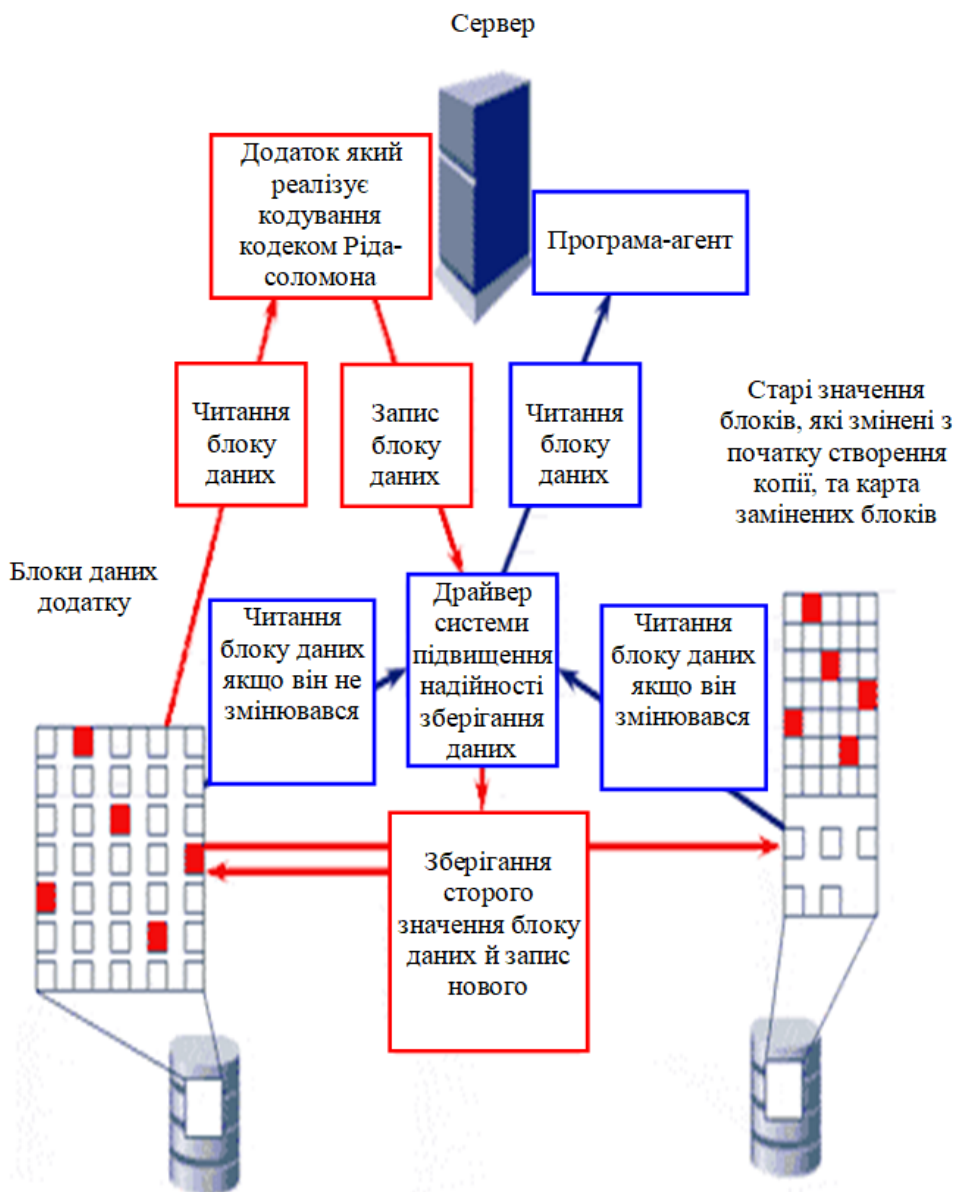 Сервер
Додаток який
реалізує
кодування
кодеком Ріда-
соломона
Програма-агент
Читання
блоку
даних
Запис
блоку
даних
Читання
блоку
даних
Старі значення
блоків, які змінені з
початку створення
копії, та карта
замінених блоків
Блоки даних
додатку
Читання
блоку даних
якщо він не
змінювався
Драйвер
системи
підвищення
надійності
зберігання
даних
Читання
блоку даних
якщо він
змінювався
Зберігання
сторого
значення блоку
даних й запис
нового